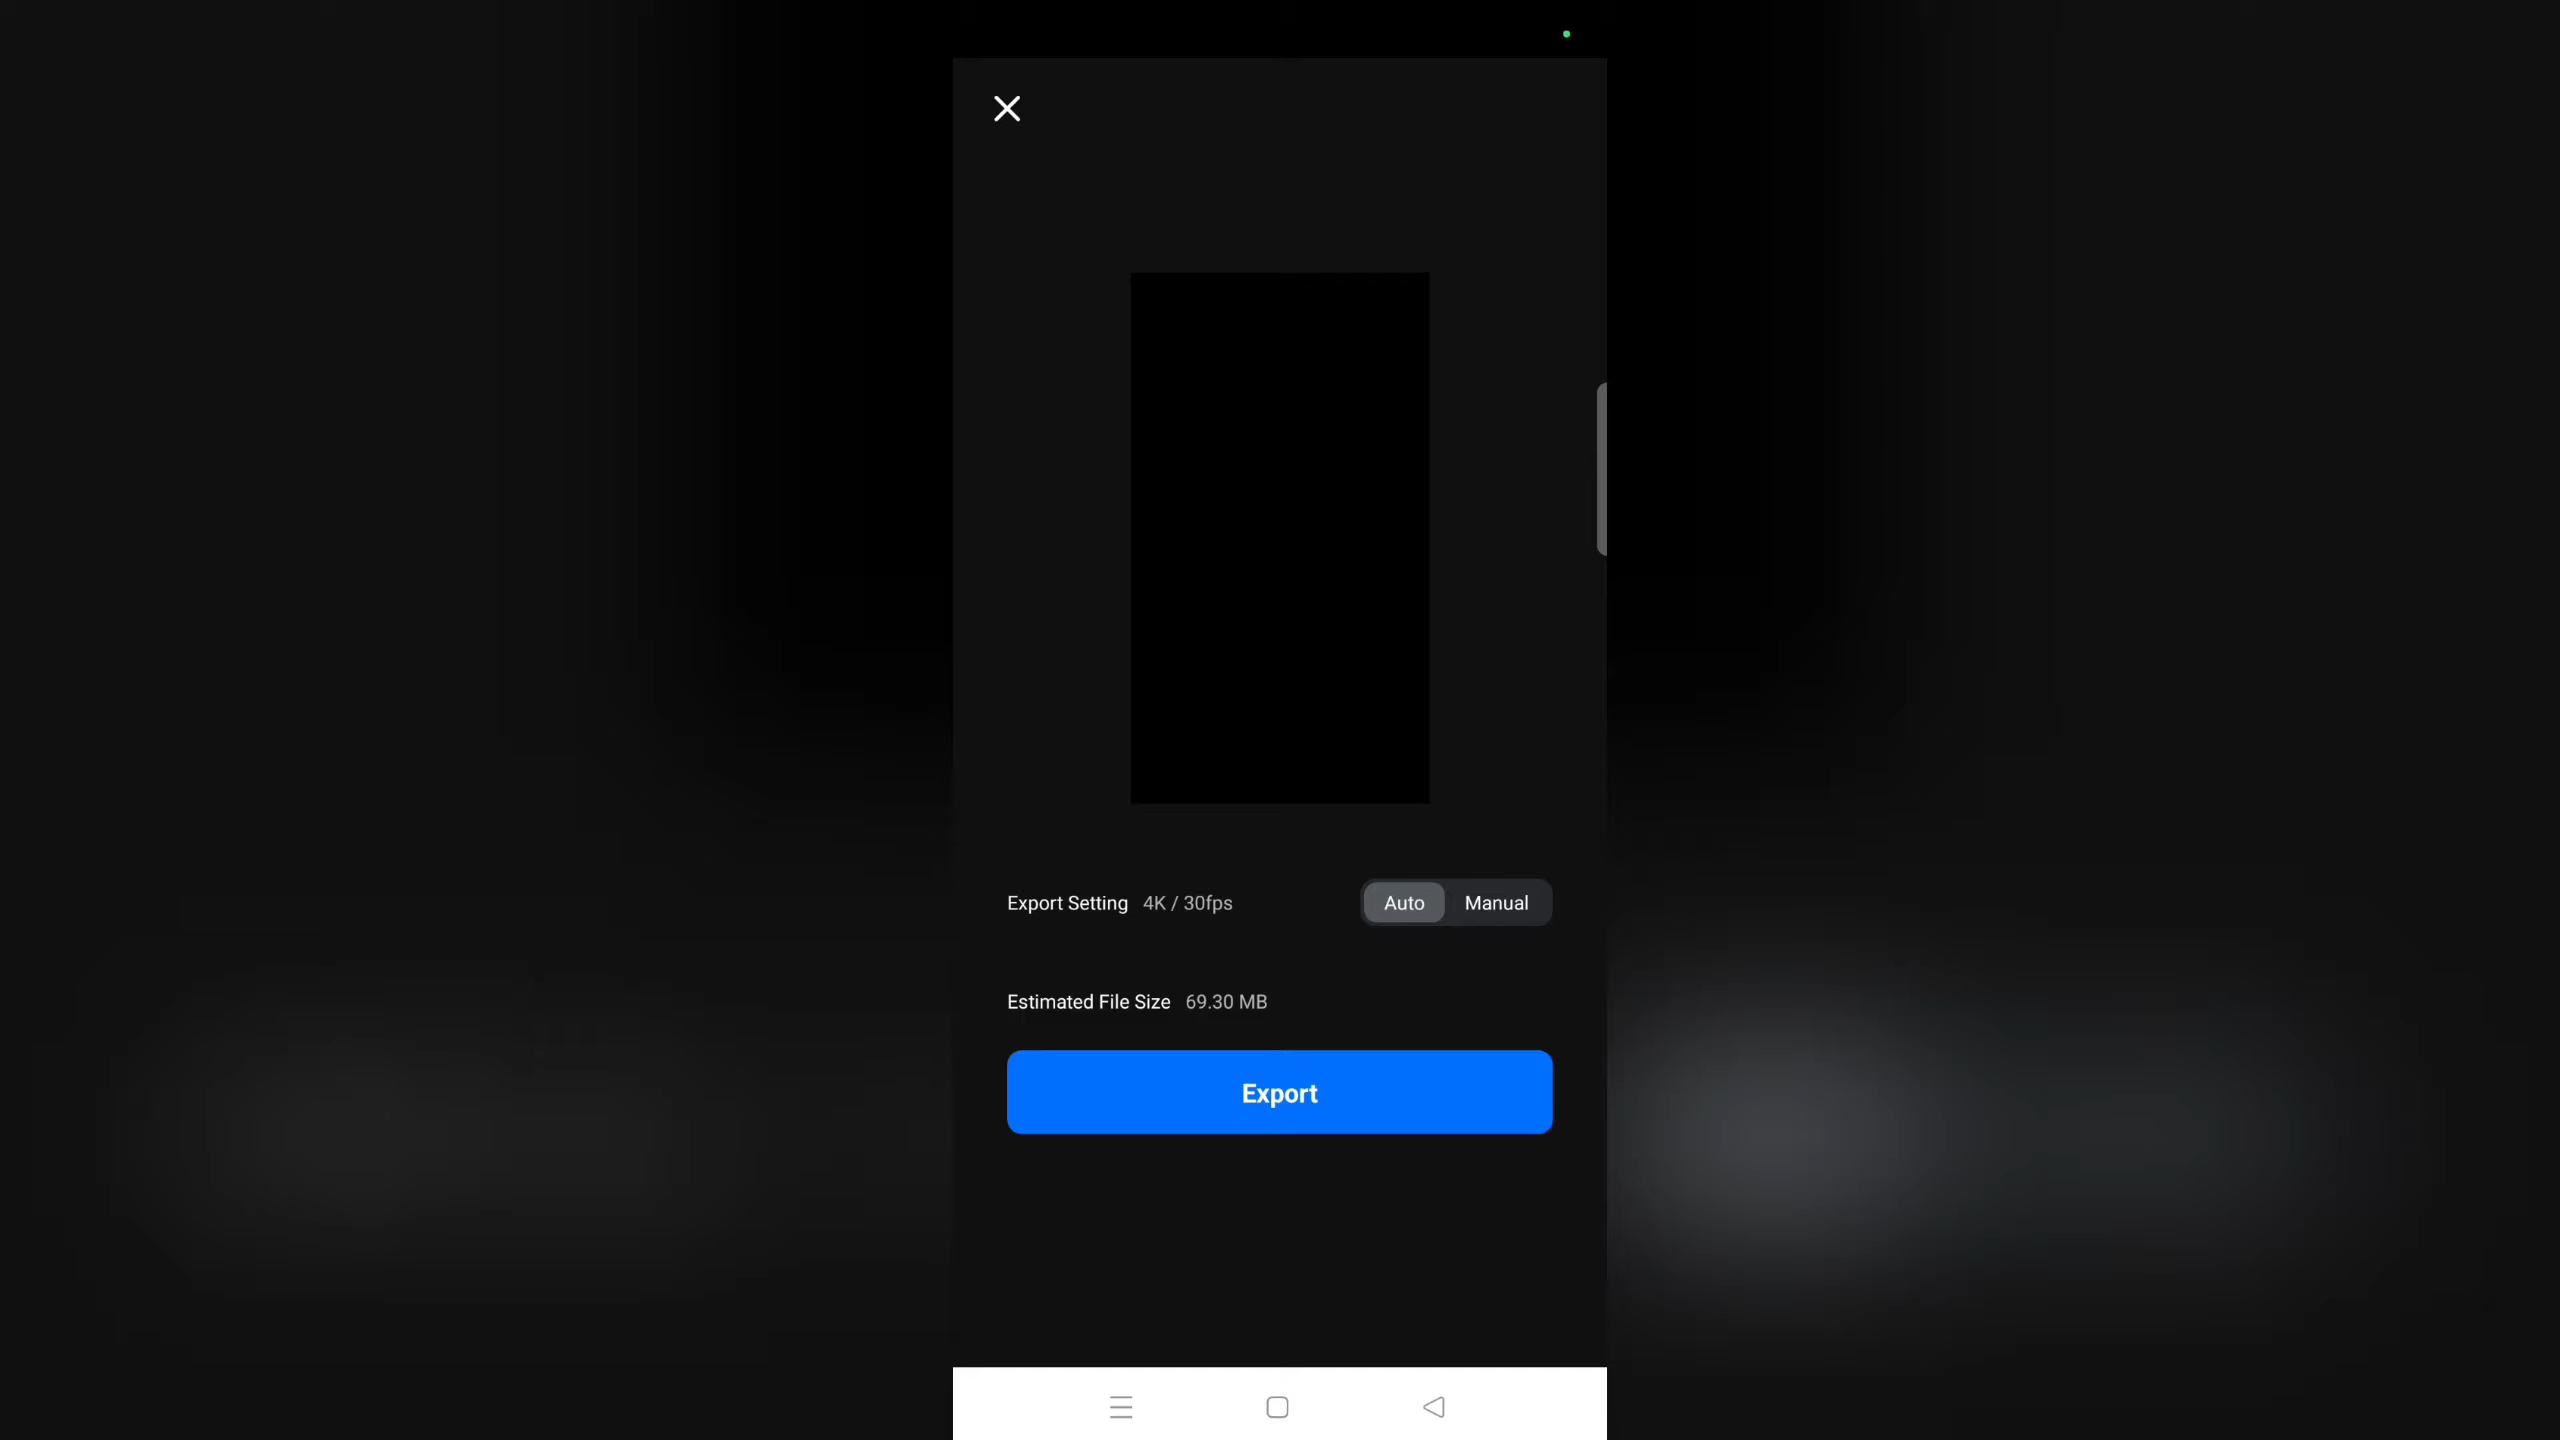 Export Setting 4K / 30fps Auto Manual
Estimated File Size 69.30 MB
Export